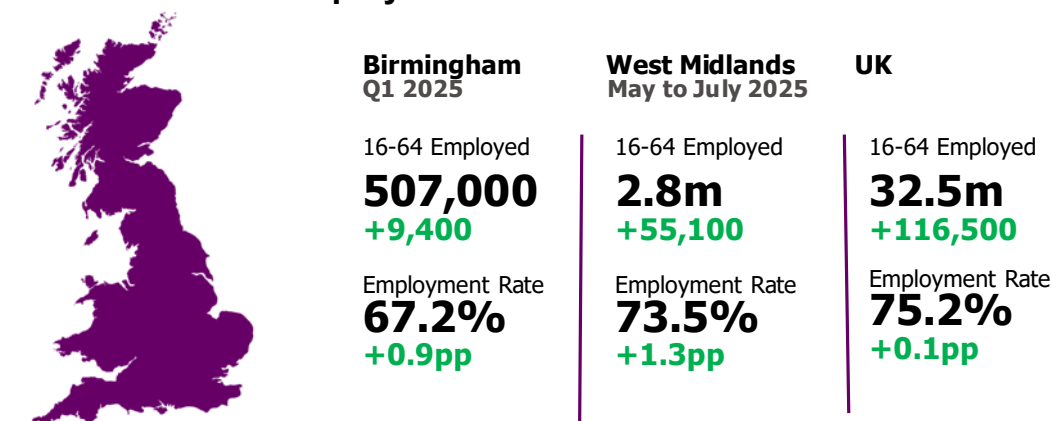 Birmingham
Q1 2025
16-64 Employed
507,000
+9,400
Employment Rate
67.2%
+0.9pp
West Midlands
May to July 2025
16-64 Employed
2.8m
+55,100
Employment Rate
73.5%
+1.3pp
UK
16-64 Employed
32.5m
+116,500
Employment Rate
75.2%
+0.1pp